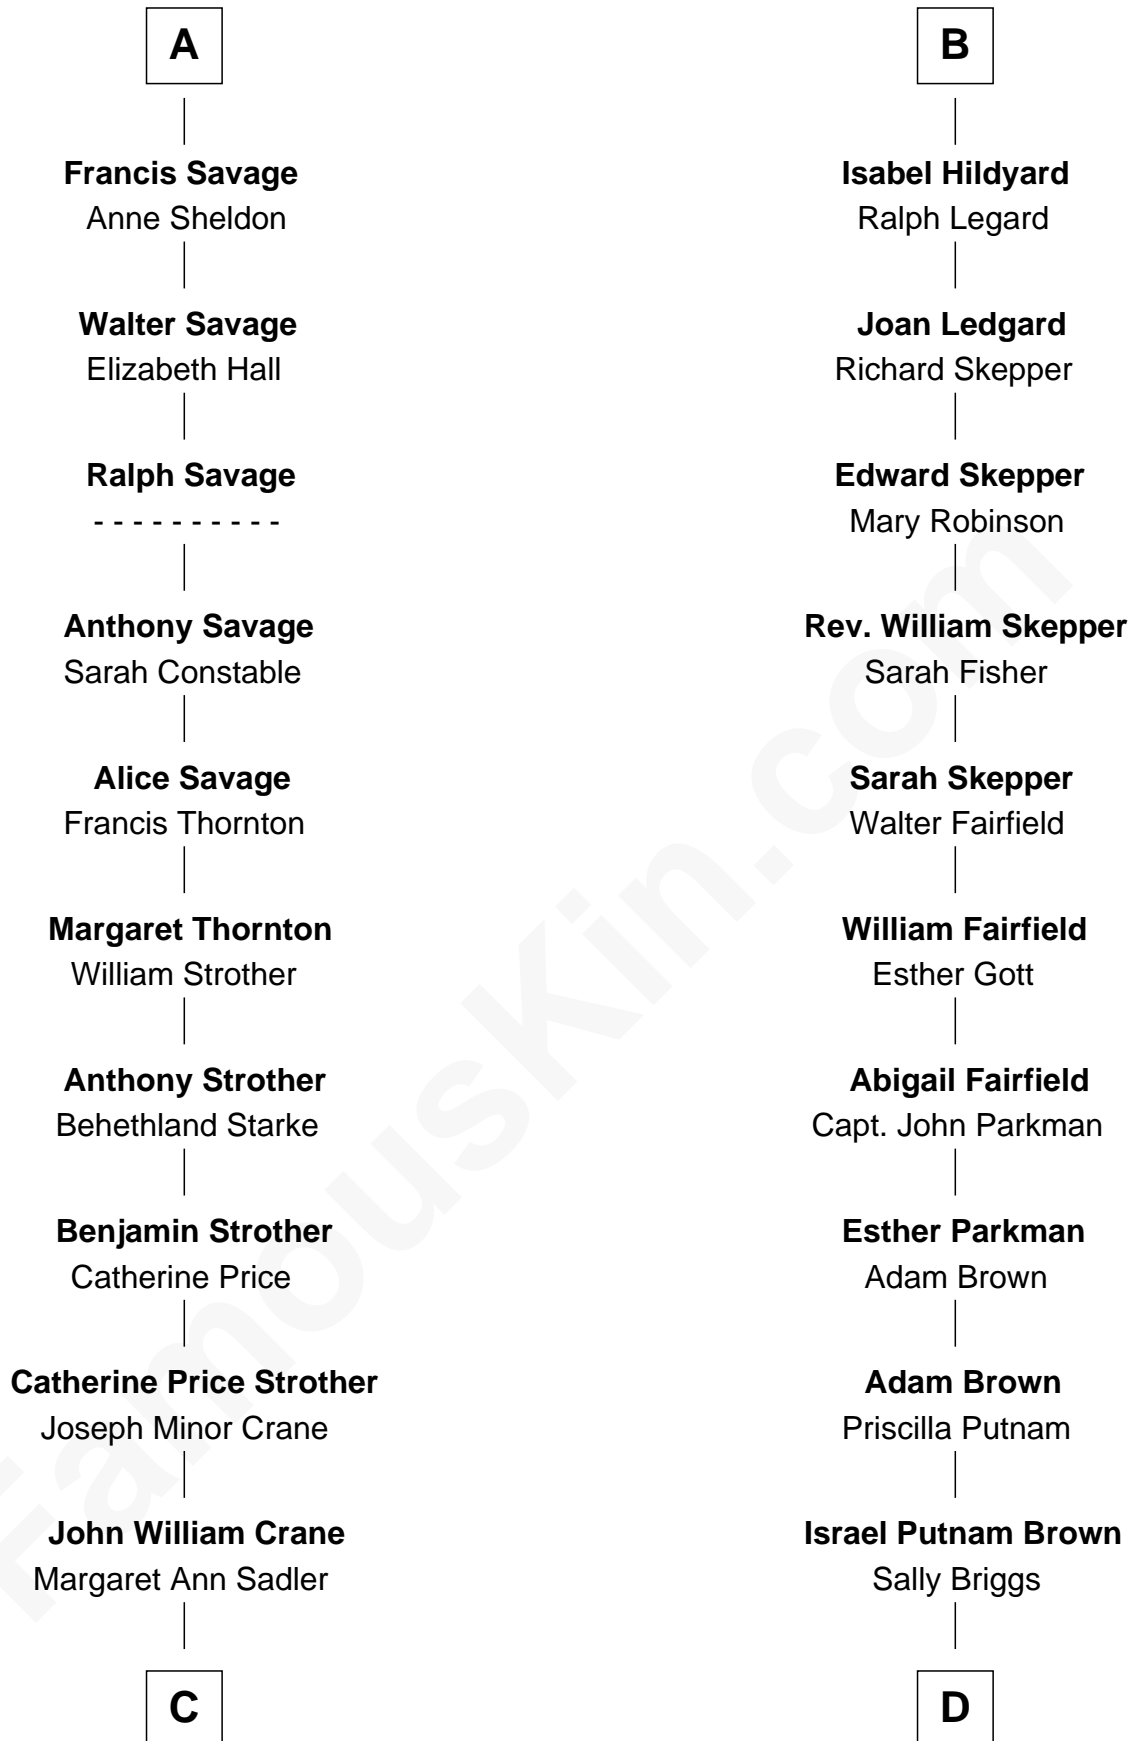 A
Francis Savage
Anne Sheldon
Walter Savage
Elizabeth Hall
Ralph Savage
- - - - - - - - - -
Anthony Savage
Sarah Constable
Alice Savage
Francis Thornton
Margaret Thornton
William Strother
Anthony Strother
Behethland Starke
Benjamin Strother
Catherine Price
Catherine Price Strother
Joseph Minor Crane
John William Crane
Margaret Ann Sadler
C
B
Isabel Hildyard
Ralph Legard
Joan Ledgard
Richard Skepper
Edward Skepper
Mary Robinson
Rev. William Skepper
Sarah Fisher
Sarah Skepper
Walter Fairfield
William Fairfield
Esther Gott
Abigail Fairfield
Capt. John Parkman
Esther Parkman
Adam Brown
Adam Brown
Priscilla Putnam
Israel Putnam Brown
Sally Briggs
D
FamousKin.com